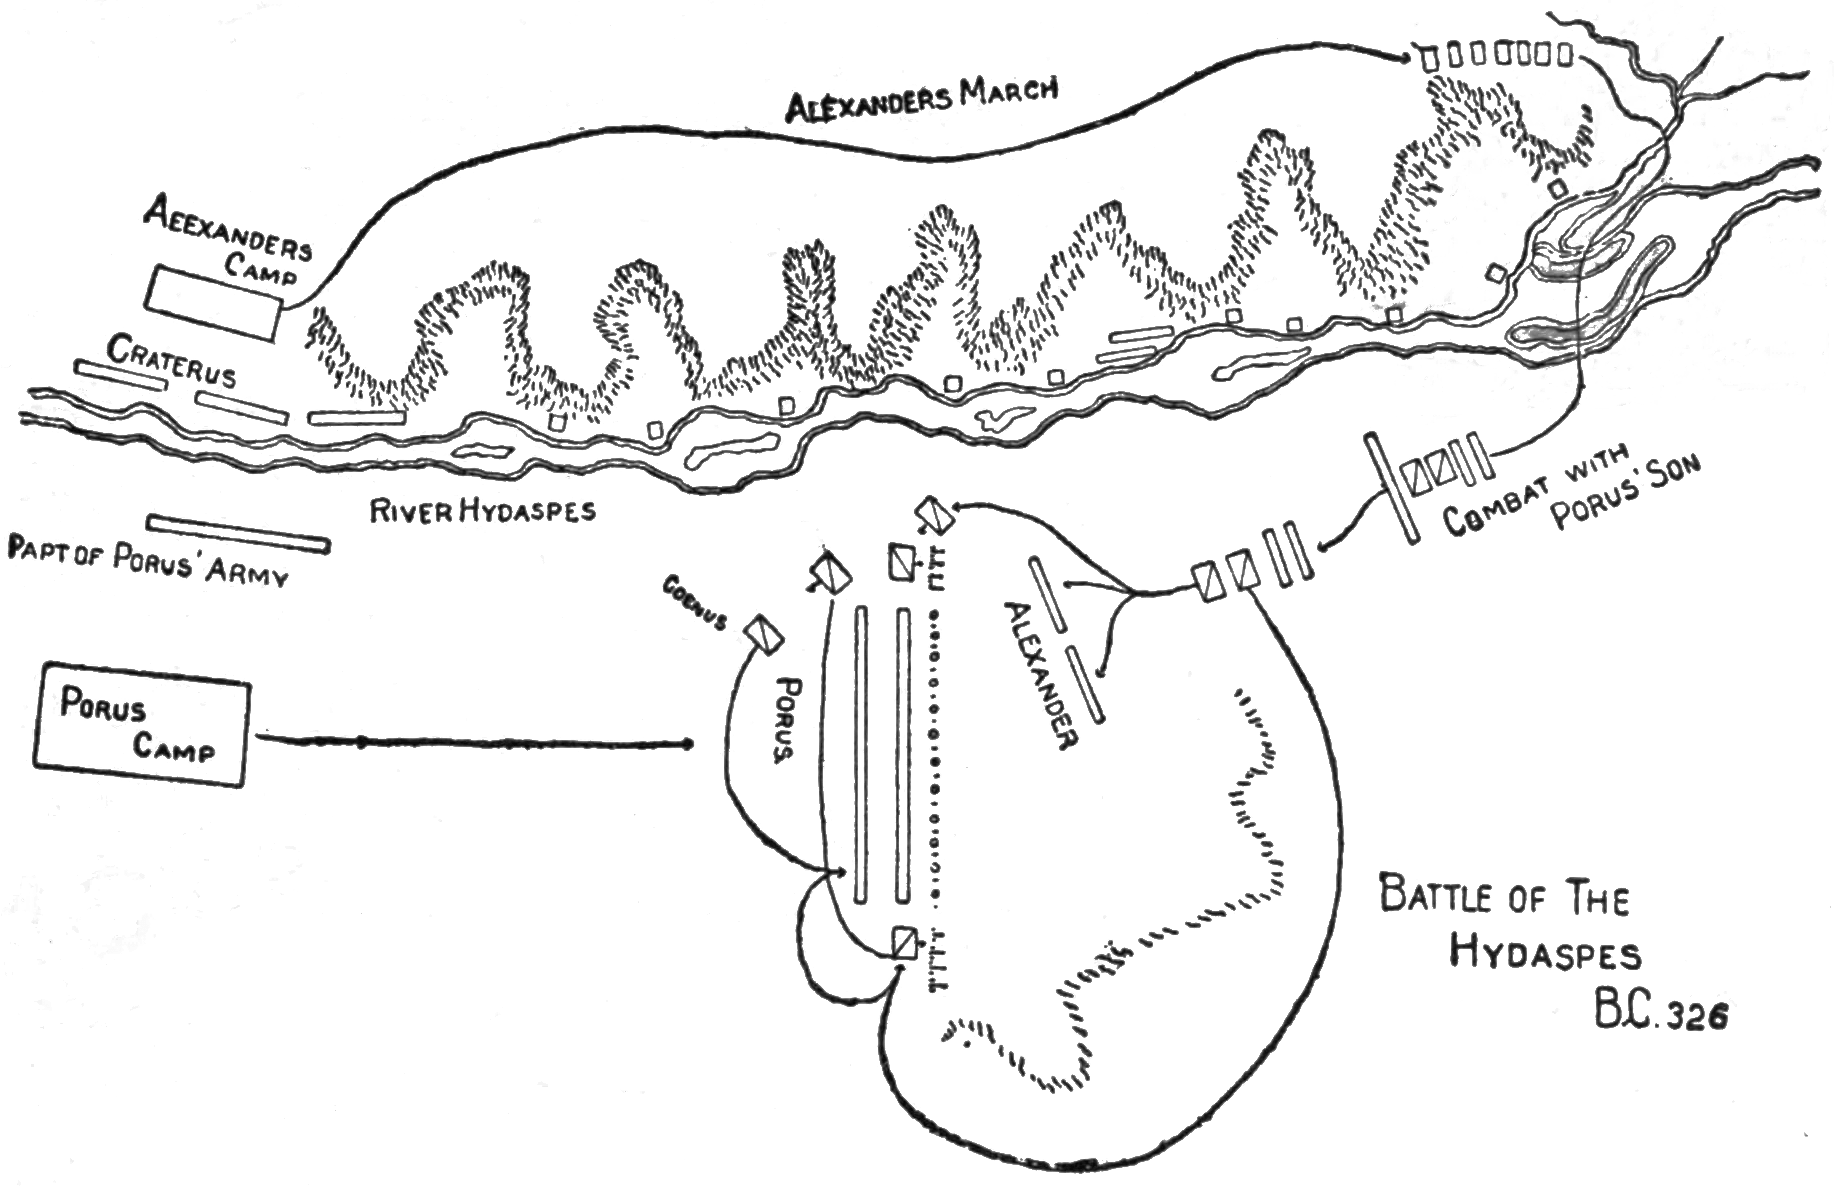 ALEXANDERS MARCH
AEEXANDERS
CAMP
CRATERUS
RIVER HYDASPES
PAPT OF PORUS' ARMY
COMBAT WITH
PORUS' SON
COENUS
PORUS
ALEXANDER
PORUS
CAMP
BATTLE OF THE
HYDASPES
B.C. 326